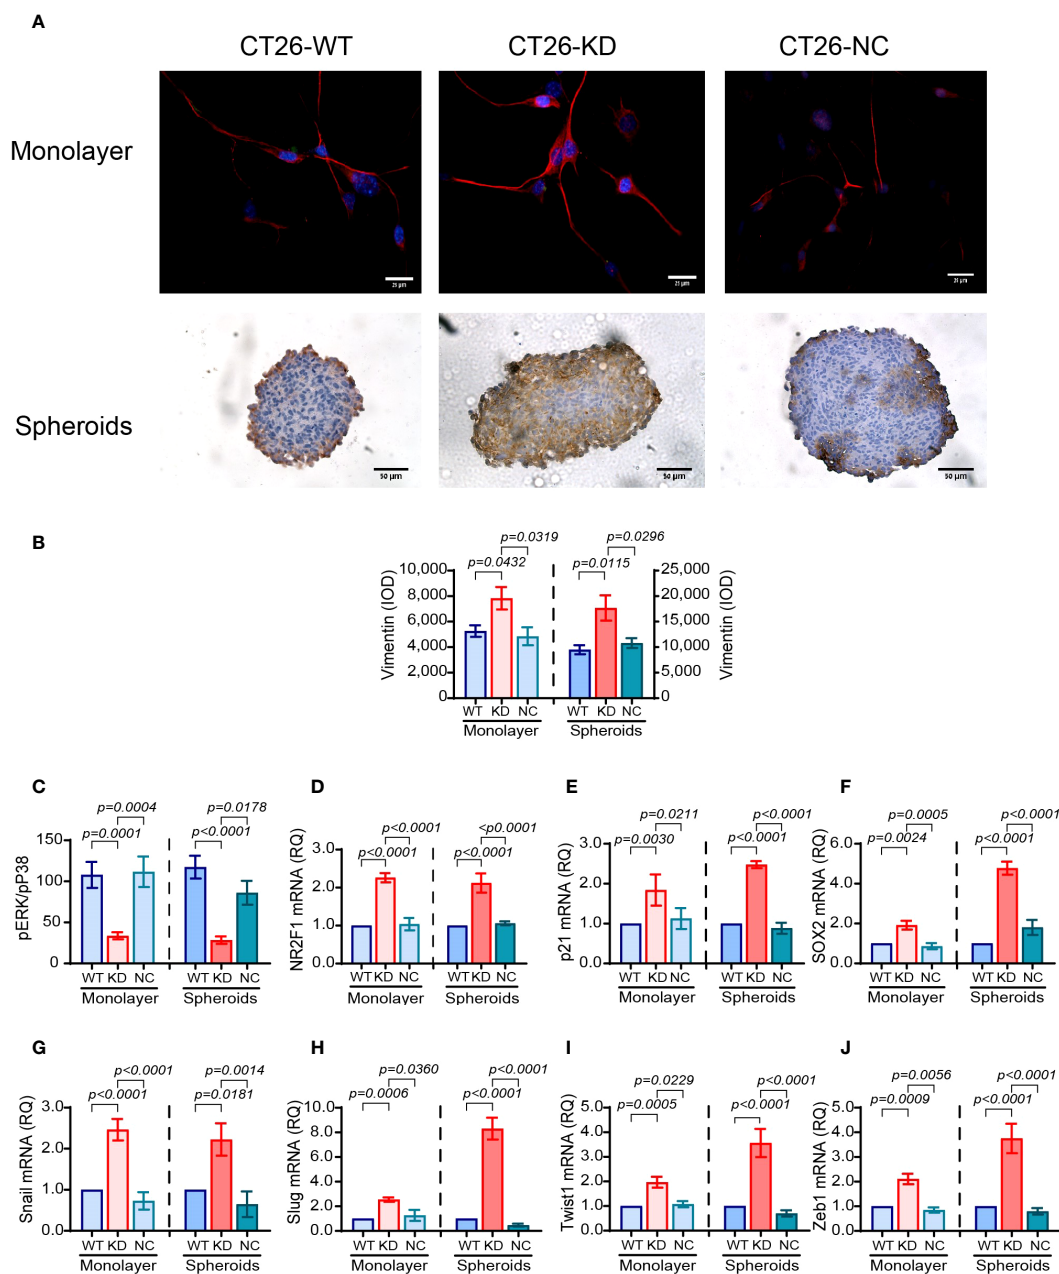 A
CT26-WT CT26-KD CT26-NC
Monolayer
25 µm 25 µm 25 µm
Spheroids
50 µm 50 µm 50 µm
B
p=0.0319 p=0.0296
p=0.0432 p=0.0115
Vimentin (IOD)
10,000
8,000
6,000
4,000
2,000
0
25,000
20,000
15,000
10,000
5,000
0
Vimentin (IOD)
WT KD NC WT KD NC
Monolayer Spheroids
C
p=0.0004 p=0.0178
p=0.0001 p<0.0001
pERK/pP38
150
100
50
0
WT KD NC WT KD NC
Monolayer Spheroids
D
p<0.0001 <p0.0001
p<0.0001 p<0.0001
NR2F1 mRNA (RQ)
3.0
2.0
1.0
0.0
WT KD NC WT KD NC
Monolayer Spheroids
E
p=0.0211 p<0.0001
p=0.0030 p<0.0001
p21 mRNA (RQ)
3.0
2.0
1.0
0.0
WT KD NC WT KD NC
Monolayer Spheroids
F
p=0.0005 p<0.0001
p=0.0024 p<0.0001
SOX2 mRNA (RQ)
6.0
4.0
2.0
0.0
WT KD NC WT KD NC
Monolayer Spheroids
G
p<0.0001 p=0.0014
p<0.0001 p=0.0181
Snail mRNA (RQ)
3.0
2.0
1.0
0.0
WT KD NC WT KD NC
Monolayer Spheroids
H
p=0.0360 p<0.0001
p=0.0006 p<0.0001
Slug mRNA (RQ)
10.0
8.0
6.0
4.0
2.0
0.0
WT KD NC WT KD NC
Monolayer Spheroids
I
p=0.0229 p<0.0001
p=0.0005 p<0.0001
Twist1 mRNA (RQ)
5.0
4.0
3.0
2.0
1.0
0.0
WT KD NC WT KD NC
Monolayer Spheroids
J
p=0.0056 p<0.0001
p=0.0009 p<0.0001
Zeb1 mRNA (RQ)
5.0
4.0
3.0
2.0
1.0
0.0
WT KD NC WT KD NC
Monolayer Spheroids